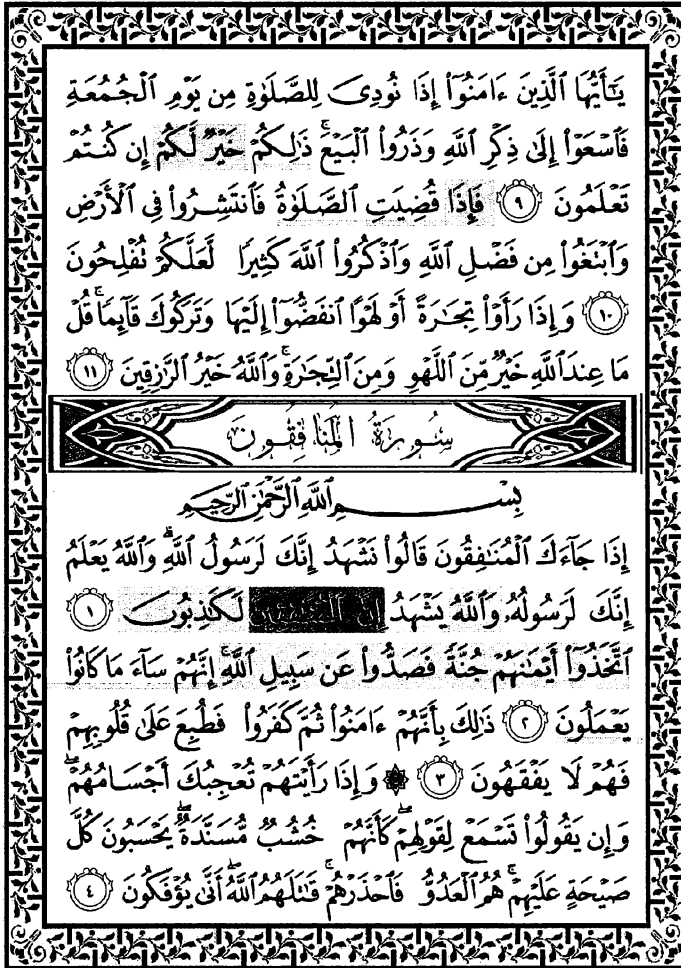 يَـٰٓأَيُّهَا ٱلَّذِينَ ءَامَنُوٓا۟ إِذَا نُودِىَ لِلصَّلَوٰةِ مِن يَوْمِ ٱلْجُمُعَةِ
فَٱسْعَوْا۟ إِلَىٰ ذِكْرِ ٱللَّهِ وَذَرُوا۟ ٱلْبَيْعَ ۚ ذَٰلِكُمْ خَيْرٌ لَّكُمْ إِن كُنتُمْ
تَعْلَمُونَ ٩ فَإِذَا قُضِيَتِ ٱلصَّلَوٰةُ فَٱنتَشِرُوا۟ فِى ٱلْأَرْضِ
وَٱبْتَغُوا۟ مِن فَضْلِ ٱللَّهِ وَٱذْكُرُوا۟ ٱللَّهَ كَثِيرًا لَّعَلَّكُمْ تُفْلِحُونَ
١٠ وَإِذَا رَأَوْا۟ تِجَـٰرَةً أَوْ لَهْوًا ٱنفَضُّوٓا۟ إِلَيْهَا وَتَرَكُوكَ قَآئِمًا ۚ قُلْ
مَا عِندَ ٱللَّهِ خَيْرٌ مِّنَ ٱللَّهْوِ وَمِنَ ٱلتِّجَـٰرَةِ ۚ وَٱللَّهُ خَيْرُ ٱلرَّٰزِقِينَ ١١
سُورَةُ المُنَافِقُون
بِسْمِ ٱللَّهِ ٱلرَّحْمَـٰنِ ٱلرَّحِيمِ
إِذَا جَآءَكَ ٱلْمُنَـٰفِقُونَ قَالُوا۟ نَشْهَدُ إِنَّكَ لَرَسُولُ ٱللَّهِ ۗ وَٱللَّهُ يَعْلَمُ
إِنَّكَ لَرَسُولُهُۥ وَٱللَّهُ يَشْهَدُ إِنَّ ٱلْمُنَـٰفِقِينَ لَكَـٰذِبُونَ ١
ٱتَّخَذُوٓا۟ أَيْمَـٰنَهُمْ جُنَّةً فَصَدُّوا۟ عَن سَبِيلِ ٱللَّهِ ۚ إِنَّهُمْ سَآءَ مَا كَانُوا۟
يَعْمَلُونَ ٢ ذَٰلِكَ بِأَنَّهُمْ ءَامَنُوا۟ ثُمَّ كَفَرُوا۟ فَطُبِعَ عَلَىٰ قُلُوبِهِمْ
فَهُمْ لَا يَفْقَهُونَ ٣ ۞ وَإِذَا رَأَيْتَهُمْ تُعْجِبُكَ أَجْسَامُهُمْ ۖ
وَإِن يَقُولُوا۟ تَسْمَعْ لِقَوْلِهِمْ ۖ كَأَنَّهُمْ خُشُبٌ مُّسَنَّدَةٌ ۖ يَحْسَبُونَ كُلَّ
صَيْحَةٍ عَلَيْهِمْ ۚ هُمُ ٱلْعَدُوُّ فَٱحْذَرْهُمْ ۚ قَـٰتَلَهُمُ ٱللَّهُ ۖ أَنَّىٰ يُؤْفَكُونَ ٤